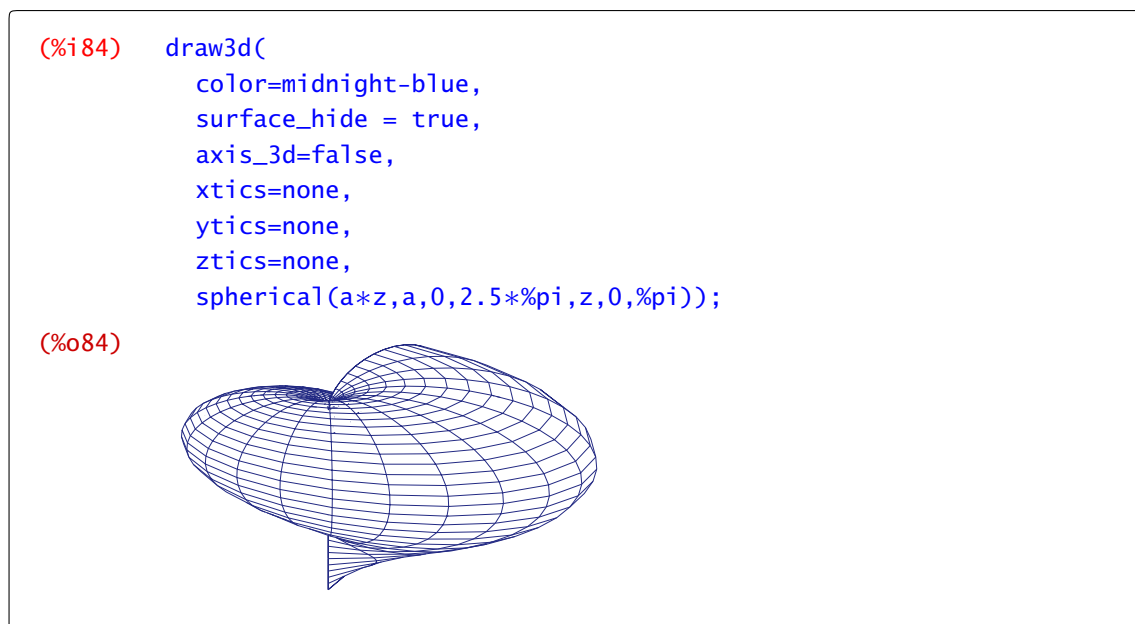 (%i84) draw3d(
color=midnight-blue,
surface_hide = true,
axis_3d=false,
xtics=none,
ytics=none,
ztics=none,
spherical(a*z,a,0,2.5*%pi,z,0,%pi));
(%o84)